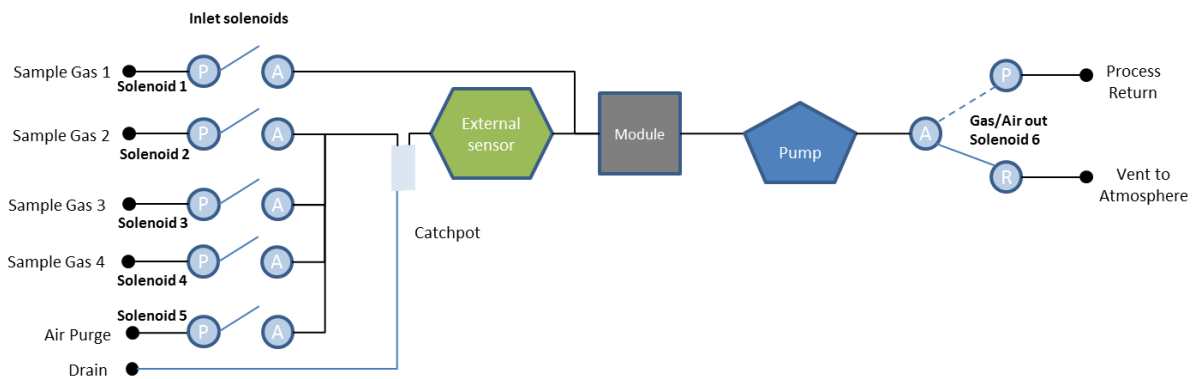 Inlet solenoids
Sample Gas 1
Solenoid 1
P
A
Sample Gas 2
Solenoid 2
P
A
Sample Gas 3
Solenoid 3
P
A
Sample Gas 4
Solenoid 4
P
A
Air Purge
Solenoid 5
P
A
Drain
Catchpot
External
sensor
Module
Pump
A
Gas/Air out
Solenoid 6
P
Process
Return
R
Vent to
Atmosphere